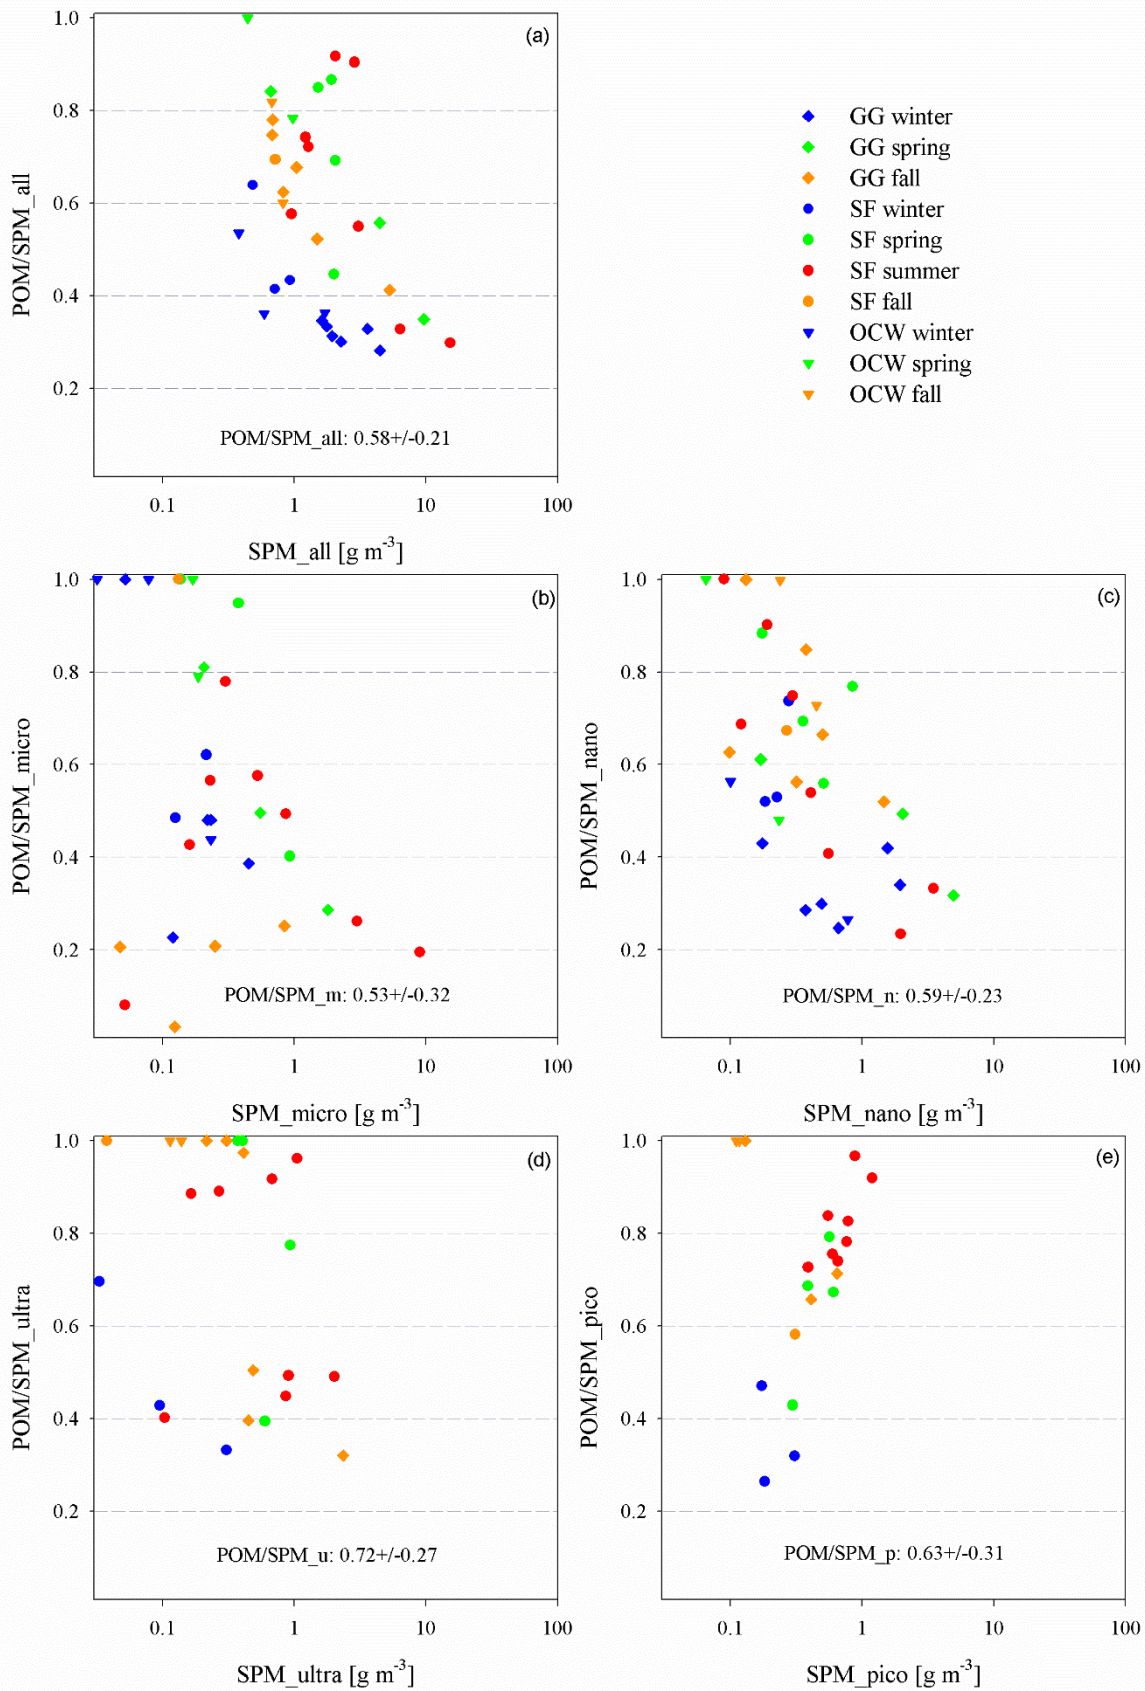 1.0
(a)
0.8
0.6
0.4
0.2
POM/SPM_all
POM/SPM_all: 0.58+/-0.21
0.1 1 10 100
SPM_all [g m-3]
GG winter
GG spring
GG fall
SF winter
SF spring
SF summer
SF fall
OCW winter
OCW spring
OCW fall
1.0
(b)
0.8
0.6
0.4
0.2
POM/SPM_micro
POM/SPM_m: 0.53+/-0.32
0.1 1 10 100
SPM_micro [g m-3]
1.0
(c)
0.8
0.6
0.4
0.2
POM/SPM_nano
POM/SPM_n: 0.59+/-0.23
0.1 1 10 100
SPM_nano [g m-3]
1.0
(d)
0.8
0.6
0.4
0.2
POM/SPM_ultra
POM/SPM_u: 0.72+/-0.27
0.1 1 10 100
SPM_ultra [g m-3]
1.0
(e)
0.8
0.6
0.4
0.2
POM/SPM_pico
POM/SPM_p: 0.63+/-0.31
0.1 1 10 100
SPM_pico [g m-3]